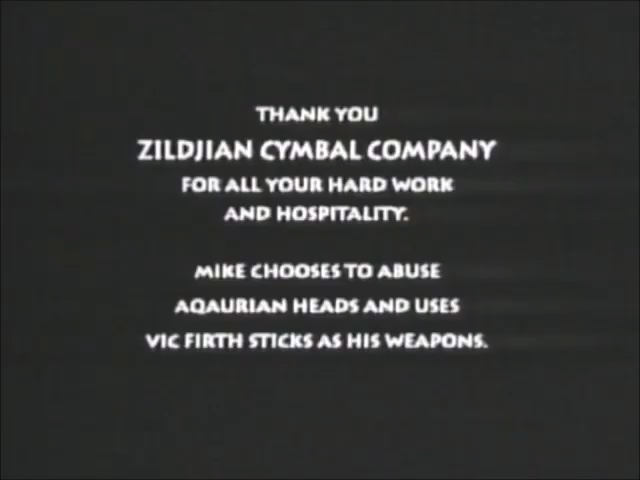 THANK YOU
ZILDJIAN CYMBAL COMPANY
FOR ALL YOUR HARD WORK
AND HOSPITALITY.
MIKE CHOOSES TO ABUSE
AQAURIAN HEADS AND USES
VIC FIRTH STICKS AS HIS WEAPONS.